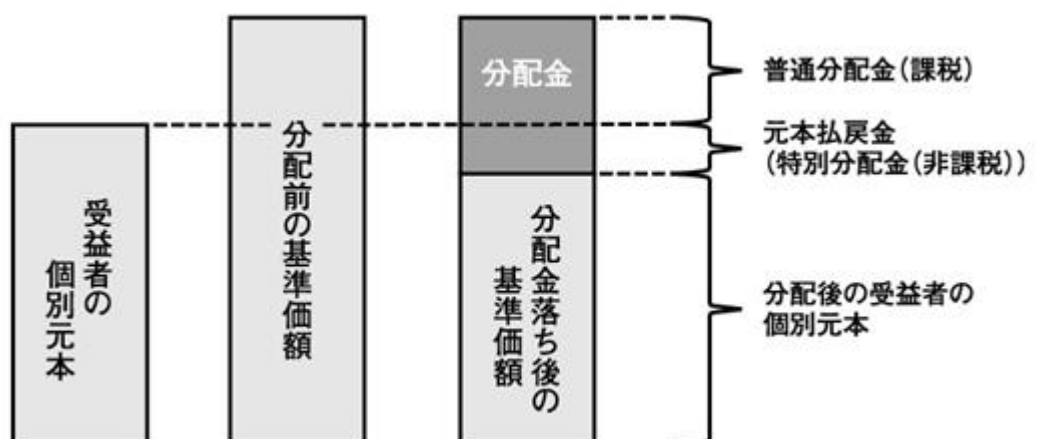 受益者の
個別元本
分配前の基準価額
分配金
分配金落ち後の
基準価額
普通分配金(課税)
元本払戻金
(特別分配金(非課税))
分配後の受益者の
個別元本